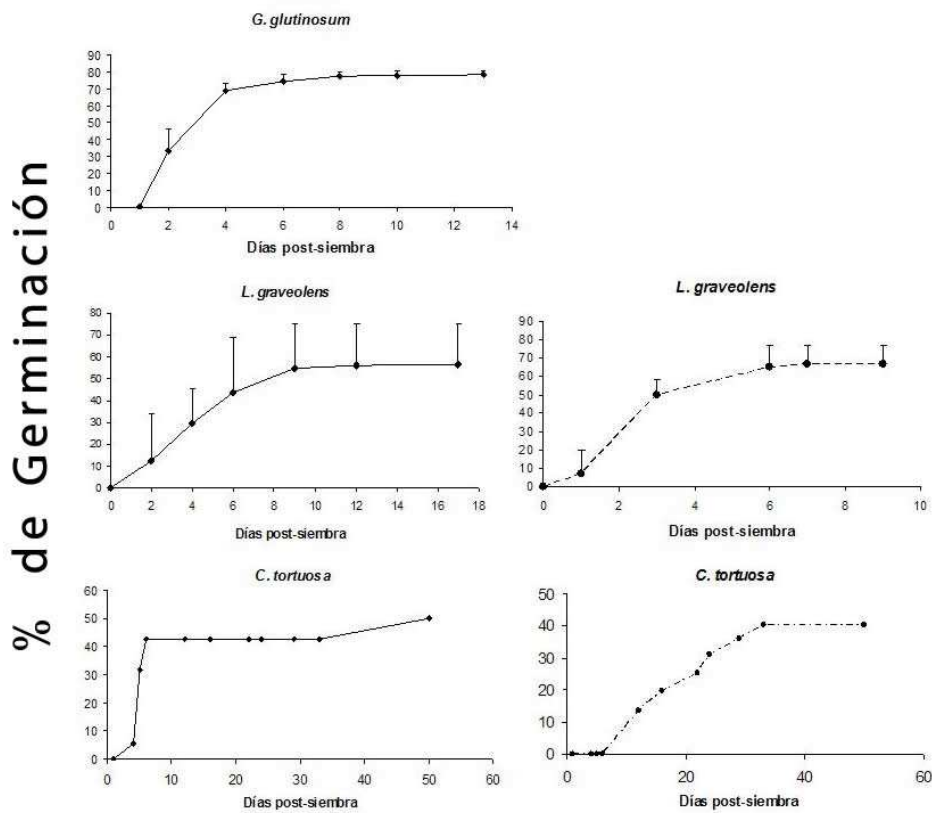 % de Germinación
G. glutinosum
90
80
70
60
50
40
30
20
10
0
0 2 4 6 8 10 12 14
Días post-siembra
L. graveolens
80
70
60
50
40
30
20
10
0
0 2 4 6 8 10 12 14 16 18
Días post-siembra
L. graveolens
90
80
70
60
50
40
30
20
10
0
0 2 4 6 8 10
Días post-siembra
C. tortuosa
60
50
40
30
20
10
0
0 10 20 30 40 50 60
Días post-siembra
C. tortuosa
50
40
30
20
10
0
0 20 40 60
Días post-siembra